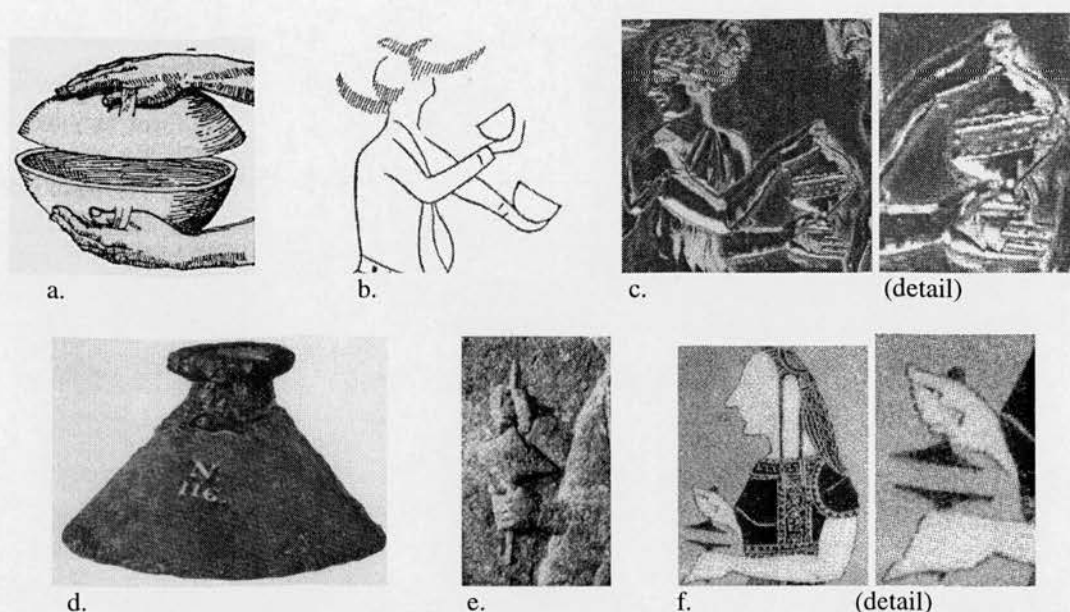 a.
b.
c.
(detail)
N.
116.
d.
e.
f.
(detail)